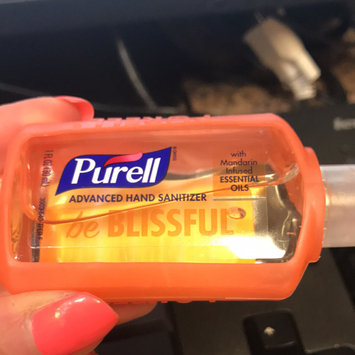 Purell
ADVANCED HAND SANITIZER
be BLISSFUL
with
Mandarin
Infused
ESSENTIAL
OILS